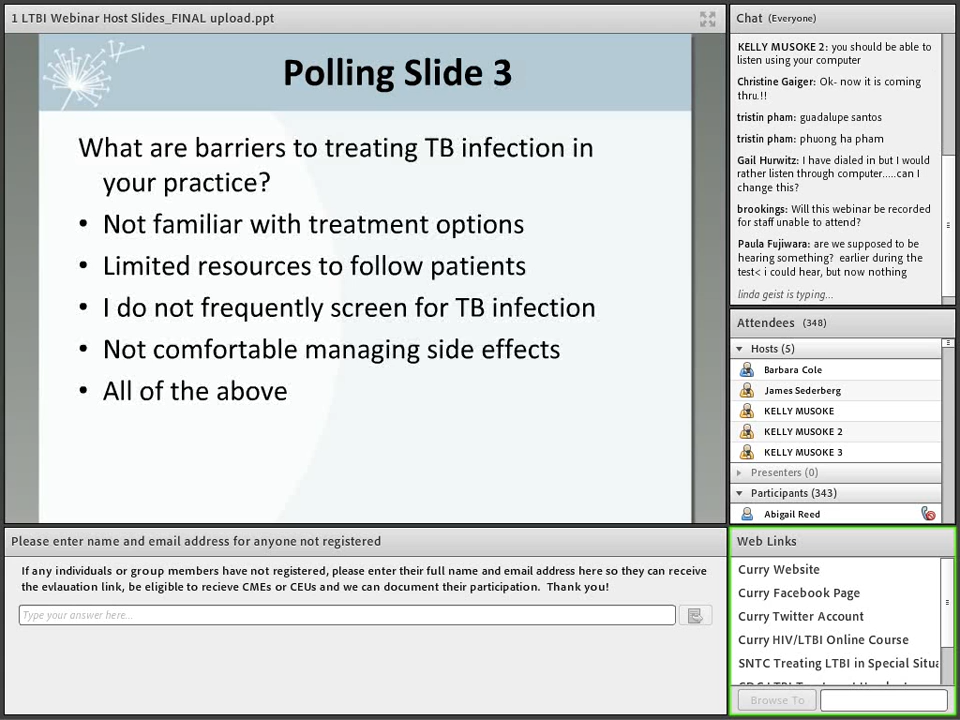 1 LTBI Webinar Host Slides_FINAL upload.ppt
Polling Slide 3
What are barriers to treating TB infection in
your practice?
• Not familiar with treatment options
• Limited resources to follow patients
• I do not frequently screen for TB infection
• Not comfortable managing side effects
• All of the above
Please enter name and email address for anyone not registered
If any individuals or group members have not registered, please enter their full name and email address here so they can receive
the evlauation link, be eligible to recieve CMEs or CEUs and we can document their participation. Thank you!
Type your answer here...
Chat (Everyone)
KELLY MUSOKE 2: you should be able to
listen using your computer
Christine Gaiger: Ok- now it is coming
thru.!!
tristin pham: guadalupe santos
tristin pham: phuong ha pham
Gail Hurwitz: I have dialed in but I would
rather listen through computer.....can I
change this?
brookings: Will this webinar be recorded
for staff unable to attend?
Paula Fujiwara: are we supposed to be
hearing something? earlier during the
test< i could hear, but now nothing
linda geist is typing...
Attendees (348)
Hosts (5)
Barbara Cole
James Sederberg
KELLY MUSOKE
KELLY MUSOKE 2
KELLY MUSOKE 3
Presenters (0)
Participants (343)
Abigail Reed
Web Links
Curry Website
Curry Facebook Page
Curry Twitter Account
Curry HIV/LTBI Online Course
SNTC Treating LTBI in Special Situa
Browse To